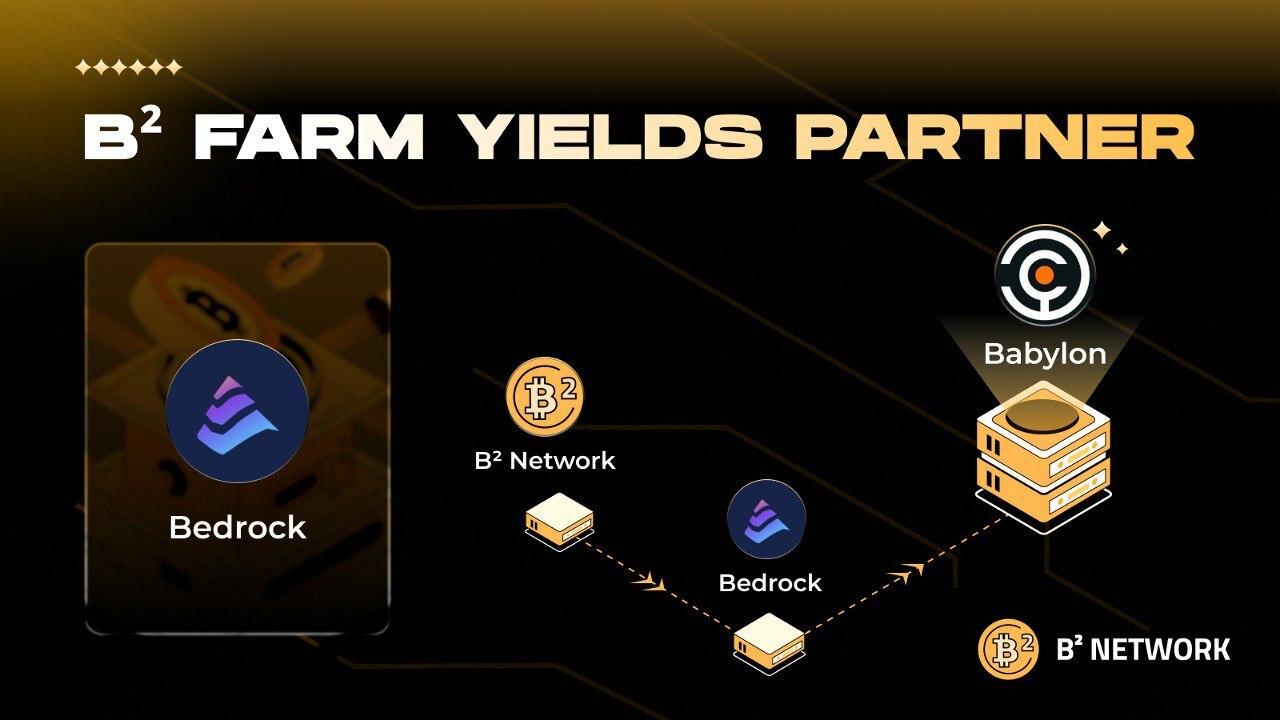 B² FARM YIELDS PARTNER
Bedrock
B² Network
Bedrock
Babylon
B² NETWORK